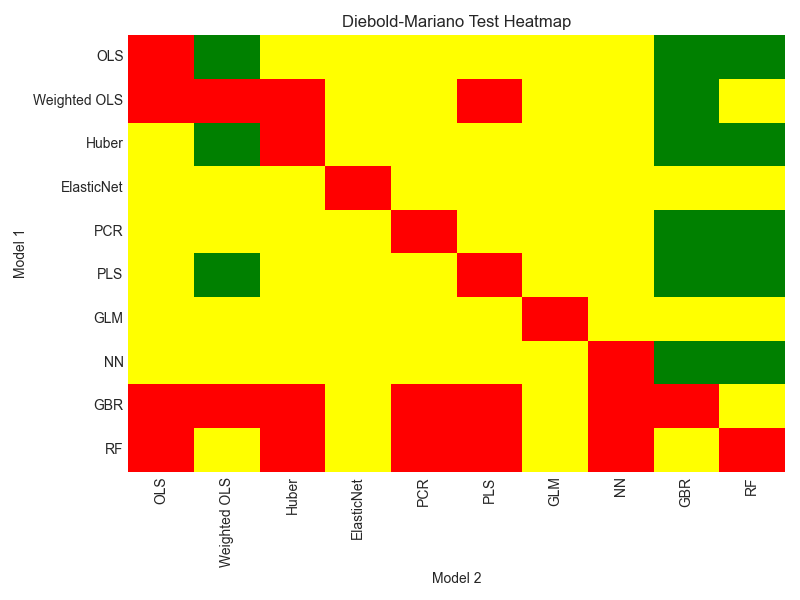 Diebold-Mariano Test Heatmap
Model 1
OLS
Weighted OLS
Huber
ElasticNet
PCR
PLS
GLM
NN
GBR
RF
OLS
Weighted OLS
Huber
ElasticNet
PCR
PLS
GLM
NN
GBR
RF
Model 2